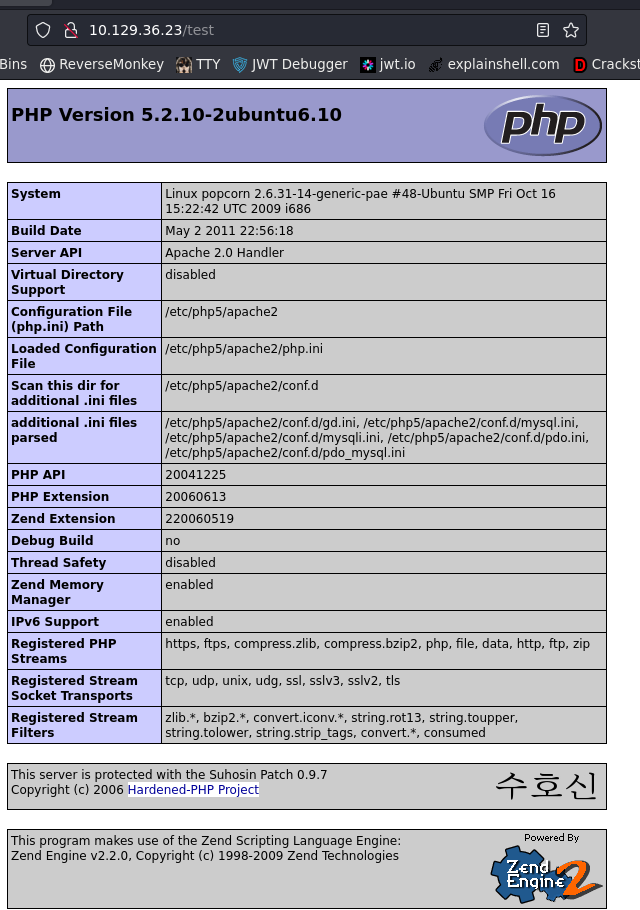 10.129.36.23/test
Bins ReverseMonkey TTY JWT Debugger jwt.io explainshell.com Crackst
PHP Version 5.2.10-2ubuntu6.10
php
System Linux popcorn 2.6.31-14-generic-pae #48-Ubuntu SMP Fri Oct 16
15:22:42 UTC 2009 i686
Build Date May 2 2011 22:56:18
Server API Apache 2.0 Handler
Virtual Directory disabled
Support
Configuration File /etc/php5/apache2
(php.ini) Path
Loaded Configuration /etc/php5/apache2/php.ini
File
Scan this dir for /etc/php5/apache2/conf.d
additional .ini files
additional .ini files /etc/php5/apache2/conf.d/gd.ini, /etc/php5/apache2/conf.d/mysql.ini,
parsed /etc/php5/apache2/conf.d/mysqli.ini, /etc/php5/apache2/conf.d/pdo.ini,
/etc/php5/apache2/conf.d/pdo_mysql.ini
PHP API 20041225
PHP Extension 20060613
Zend Extension 220060519
Debug Build no
Thread Safety disabled
Zend Memory enabled
Manager
IPv6 Support enabled
Registered PHP https, ftps, compress.zlib, compress.bzip2, php, file, data, http, ftp, zip
Streams
Registered Stream tcp, udp, unix, udg, ssl, sslv3, sslv2, tls
Socket Transports
Registered Stream zlib.*, bzip2.*, convert.iconv.*, string.rot13, string.toupper,
Filters string.tolower, string.strip_tags, convert.*, consumed
This server is protected with the Suhosin Patch 0.9.7
Copyright (c) 2006 Hardened-PHP Project
수호신
This program makes use of the Zend Scripting Language Engine:
Zend Engine v2.2.0, Copyright (c) 1998-2009 Zend Technologies
Powered By
Zend
Engine 2